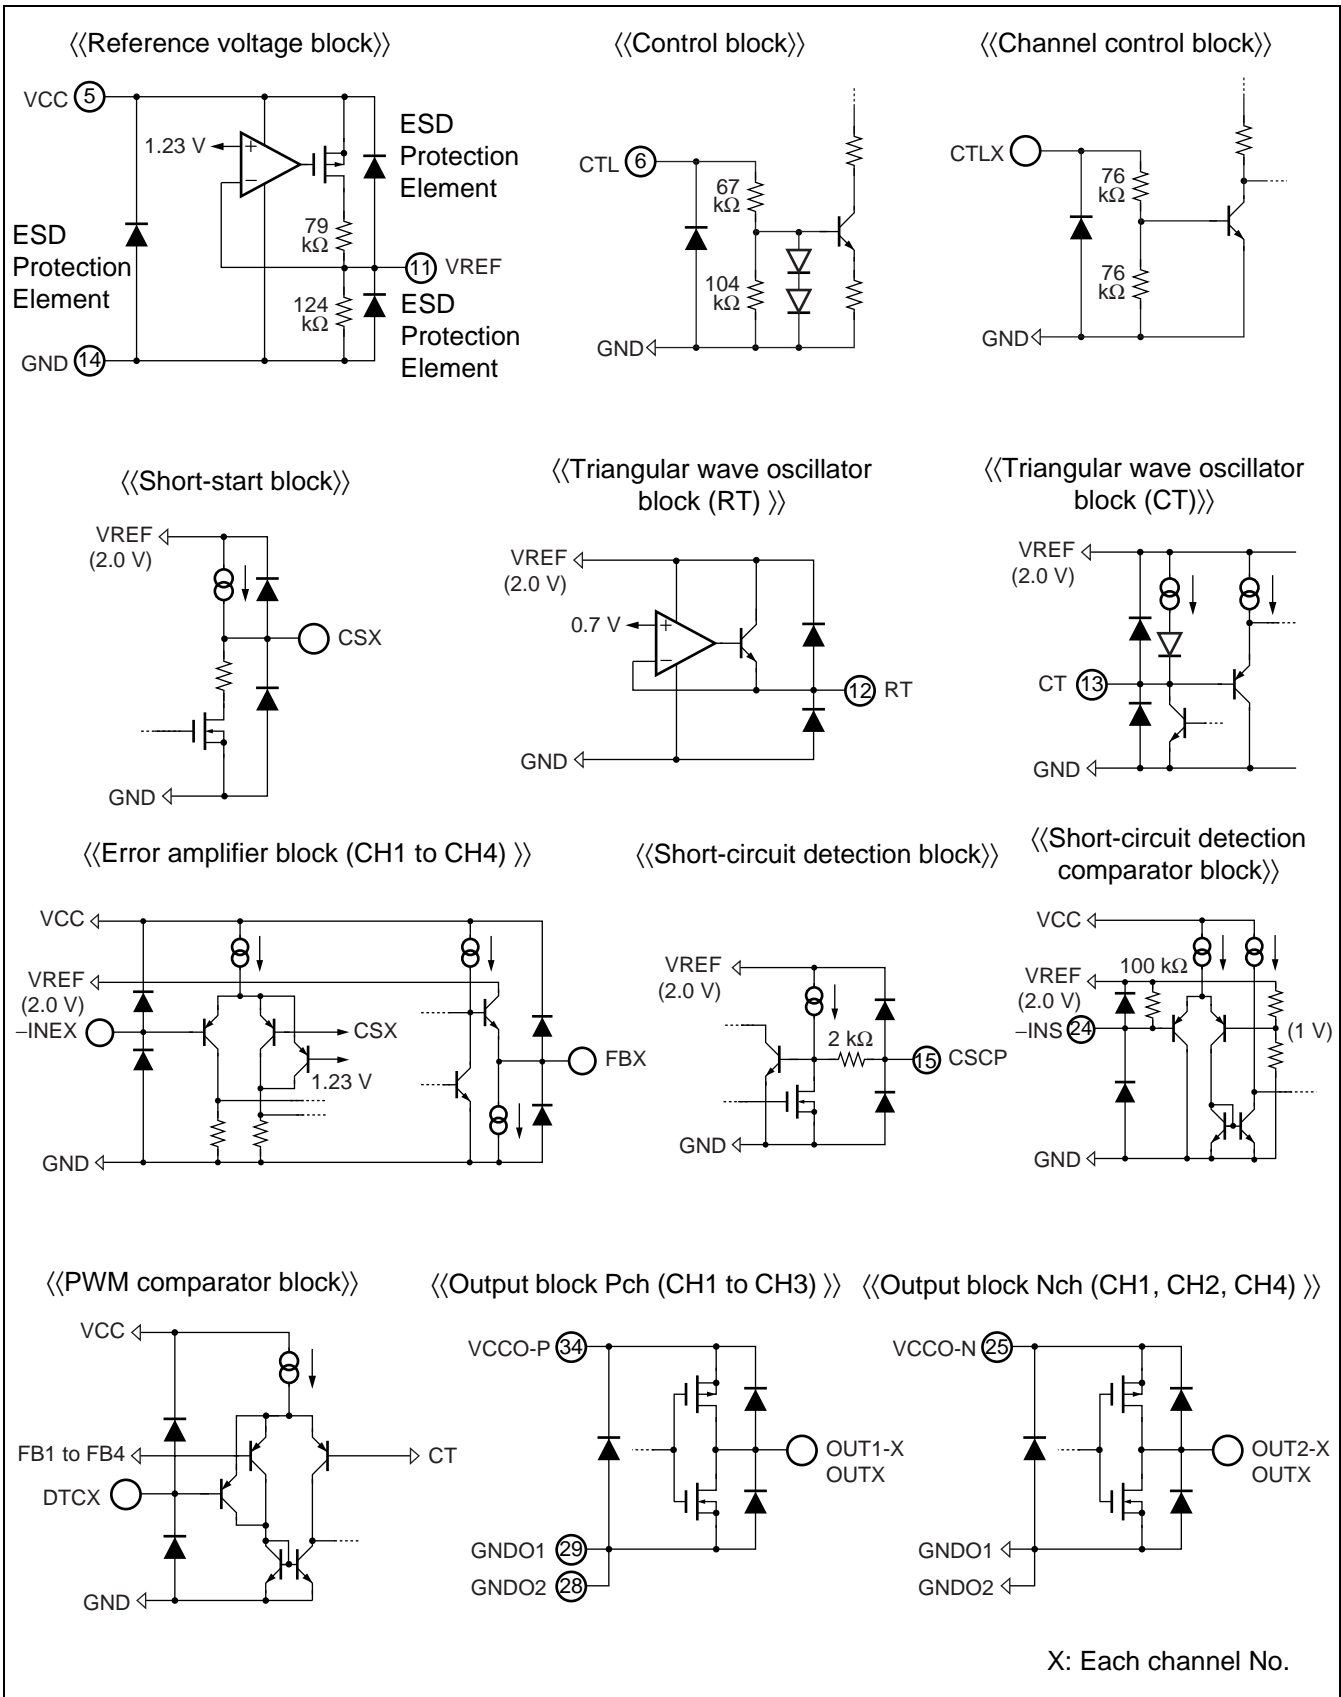 ⟨⟨Reference voltage block⟩⟩
VCC 5
1.23 V
+
−
ESD
Protection
Element
79
kΩ
ESD
Protection
Element
11 VREF
124
kΩ
ESD
Protection
Element
GND 14
⟨⟨Control block⟩⟩
CTL 6
67
kΩ
104
kΩ
GND
⟨⟨Channel control block⟩⟩
CTLX
76
kΩ
76
kΩ
GND
⟨⟨Short-start block⟩⟩
VREF
(2.0 V)
CSX
GND
⟨⟨Triangular wave oscillator
block (RT) ⟩⟩
VREF
(2.0 V)
0.7 V
+
−
12 RT
GND
⟨⟨Triangular wave oscillator
block (CT)⟩⟩
VREF
(2.0 V)
CT 13
GND
⟨⟨Error amplifier block (CH1 to CH4) ⟩⟩
VCC
VREF
(2.0 V)
−INEX
CSX
1.23 V
FBX
GND
⟨⟨Short-circuit detection block⟩⟩
VREF
(2.0 V)
2 kΩ
15 CSCP
GND
⟨⟨Short-circuit detection
comparator block⟩⟩
VCC
VREF
(2.0 V)
100 kΩ
−INS 24
(1 V)
GND
⟨⟨PWM comparator block⟩⟩
VCC
FB1 to FB4
CT
DTCX
GND
⟨⟨Output block Pch (CH1 to CH3) ⟩⟩
VCCO-P 34
OUT1-X
OUTX
GNDO1 29
GNDO2 28
⟨⟨Output block Nch (CH1, CH2, CH4) ⟩⟩
VCCO-N 25
OUT2-X
OUTX
GNDO1
GNDO2
X: Each channel No.